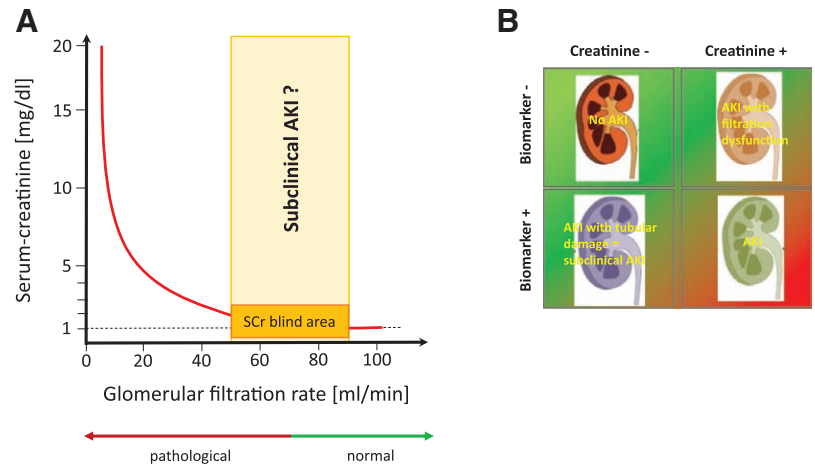 A
Serum-creatinine [mg/dl]
20
15
10
5
1
Subclinical AKI ?
SCr blind area
0 20 40 60 80 100
Glomerular filtration rate [ml/min]
pathological normal
B
Creatinine - Creatinine +
Biomarker -
No AKI
AKI with
filtration
dysfunction
Biomarker +
AKI with tubular
damage =
subclinical AKI
AKI